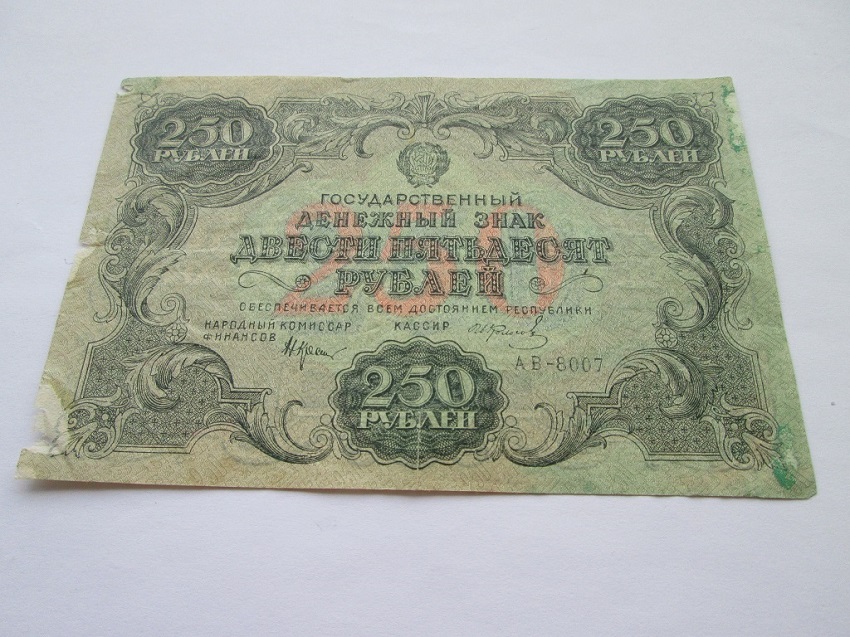 250 250
РУБЛЕЙ РУБЛЕЙ
ГОСУДАРСТВЕННЫЙ
ДЕНЕЖНЫЙ ЗНАК
250
ДВЕСТИ ПЯТЬДЕСЯТ
РУБЛЕЙ
ОБЕСПЕЧИВАЕТСЯ ВСЕМ ДОСТОЯНИЕМ РЕСПУБЛИКИ
НАРОДНЫЙ КОМИССАР КАССИР
ФИНАНСОВ
АВ-8007
250
РУБЛЕЙ